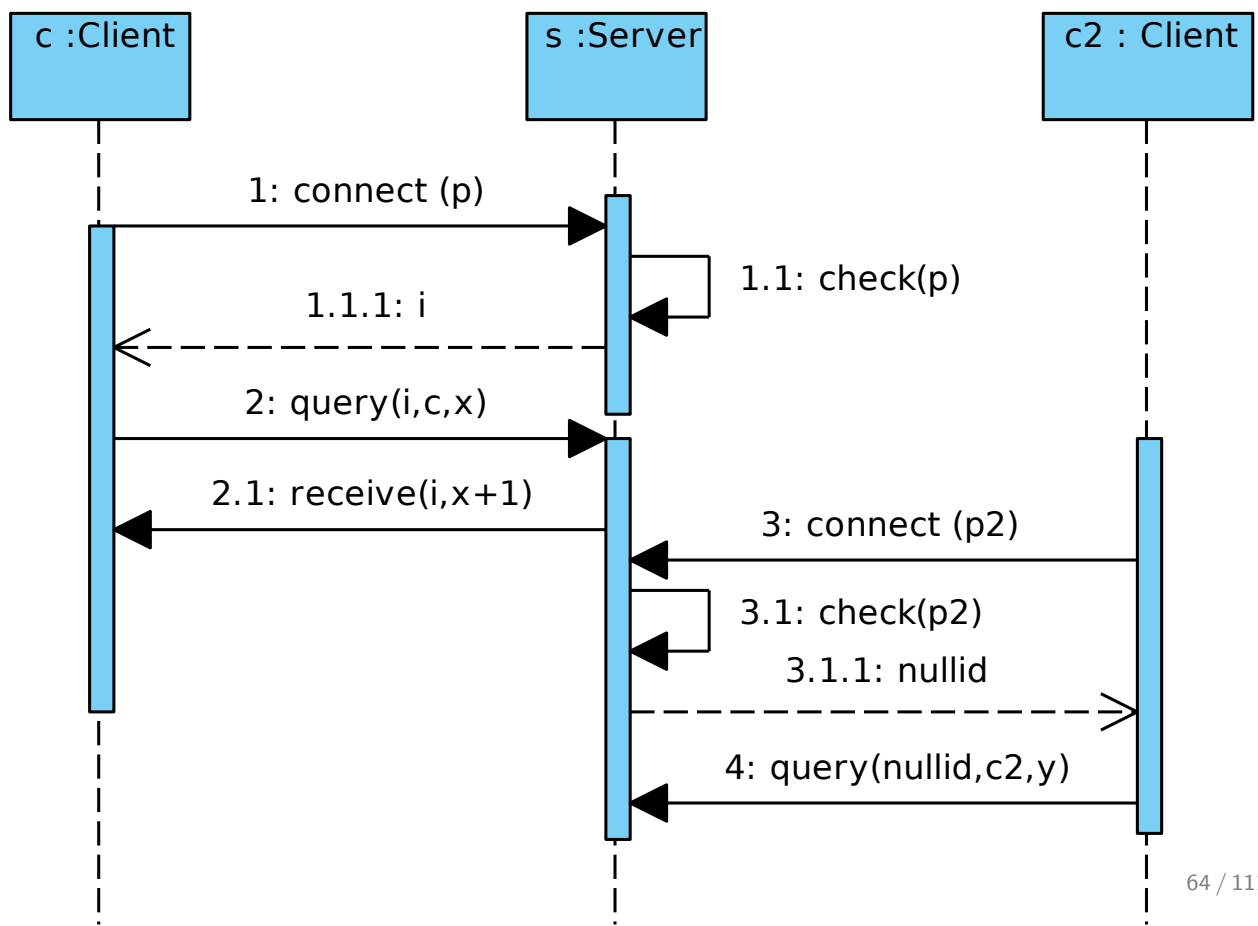 c :Client
s :Server
c2 : Client
1: connect (p)
1.1: check(p)
1.1.1: i
2: query(i,c,x)
2.1: receive(i,x+1)
3: connect (p2)
3.1: check(p2)
3.1.1: nullid
4: query(nullid,c2,y)
64 / 11